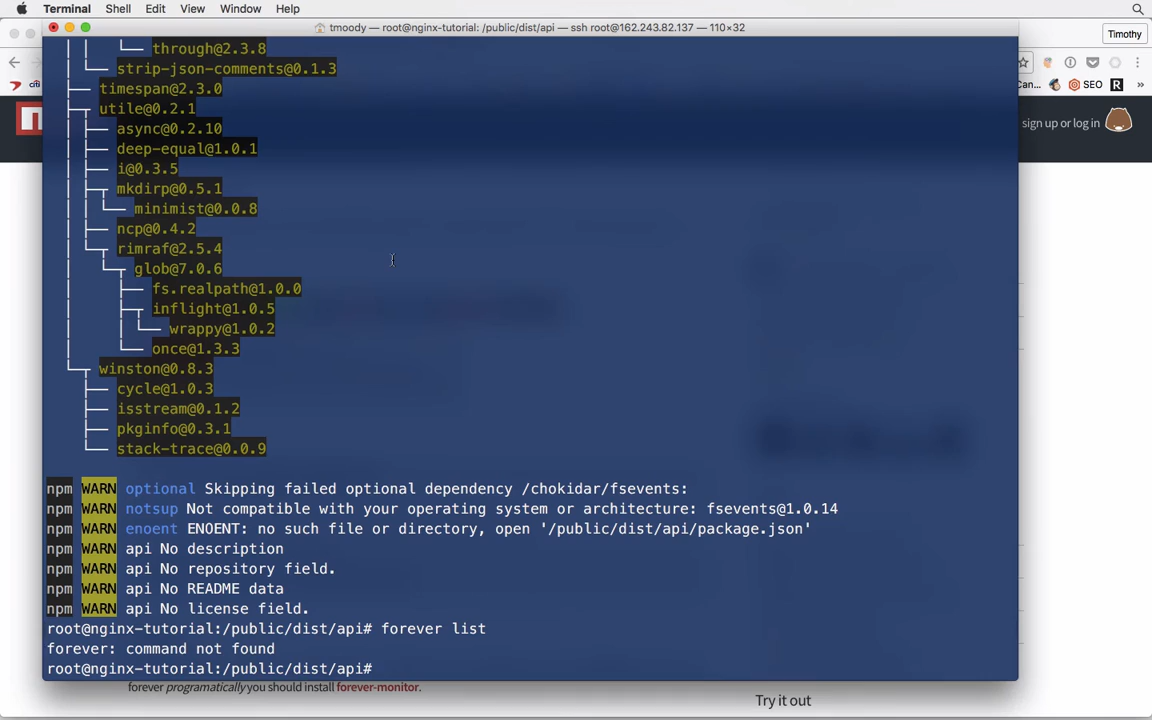 Terminal Shell Edit View Window Help
tmoody — root@nginx-tutorial: /public/dist/api — ssh root@162.243.82.137 — 110×32
Timothy
through@2.3.8
strip-json-comments@0.1.3
citi
Can...
SEO
R
»
timespan@2.3.0
utile@0.2.1
sign up or log in
async@0.2.10
deep-equal@1.0.1
i@0.3.5
mkdirp@0.5.1
minimist@0.0.8
ncp@0.4.2
rimraf@2.5.4
glob@7.0.6
fs.realpath@1.0.0
inflight@1.0.5
wrappy@1.0.2
once@1.3.3
winston@0.8.3
cycle@1.0.3
isstream@0.1.2
pkginfo@0.3.1
stack-trace@0.0.9
npm WARN optional Skipping failed optional dependency /chokidar/fsevents:
npm WARN notsup Not compatible with your operating system or architecture: fsevents@1.0.14
npm WARN enoent ENOENT: no such file or directory, open '/public/dist/api/package.json'
npm WARN api No description
npm WARN api No repository field.
npm WARN api No README data
npm WARN api No license field.
root@nginx-tutorial:/public/dist/api# forever list
forever: command not found
root@nginx-tutorial:/public/dist/api#
forever programatically you should install forever-monitor.
Try it out